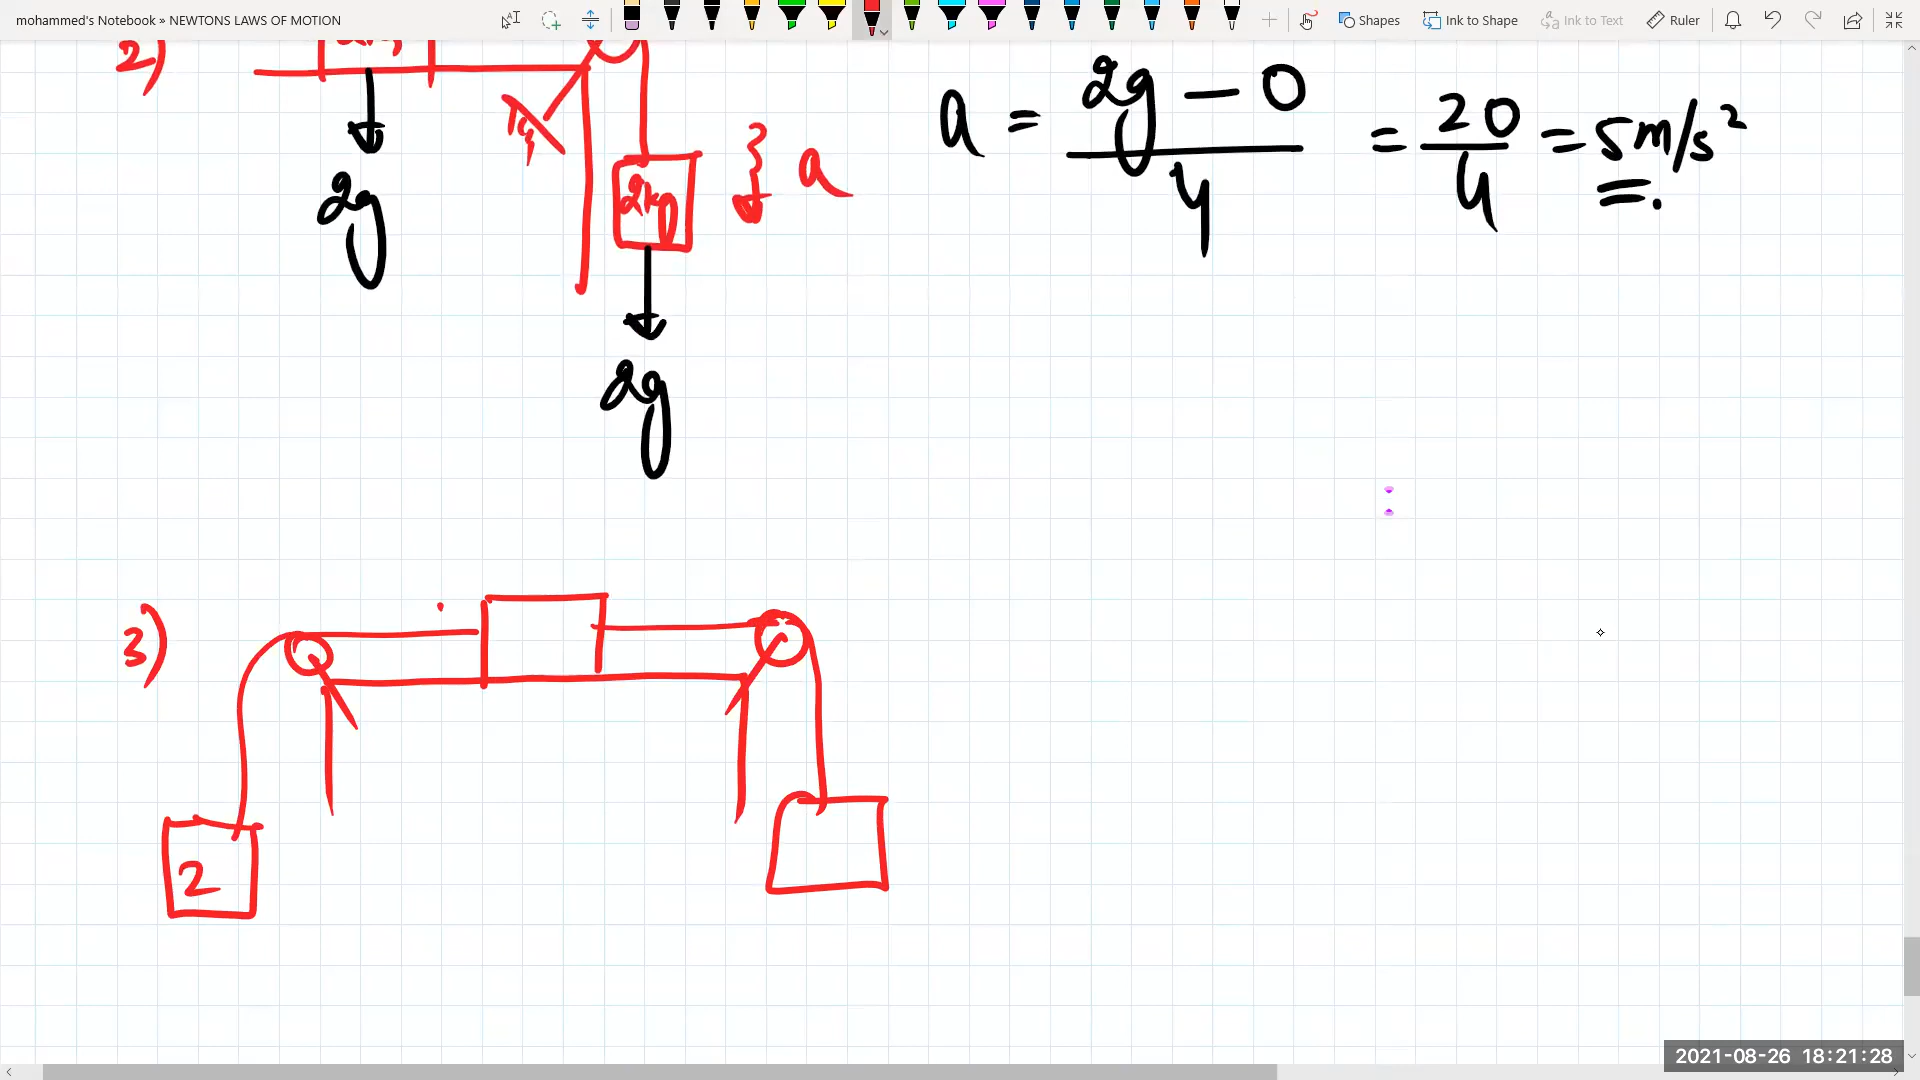 mohammed's Notebook » NEWTONS LAWS OF MOTION
Shapes
Ink to Shape
Ink to Text
Ruler
2)
a = 2g - 0 / 4 = 20 / 4 = 5 m/s²
2kg
a
2g
2g
3)
2
2021-08-26 18:21:28